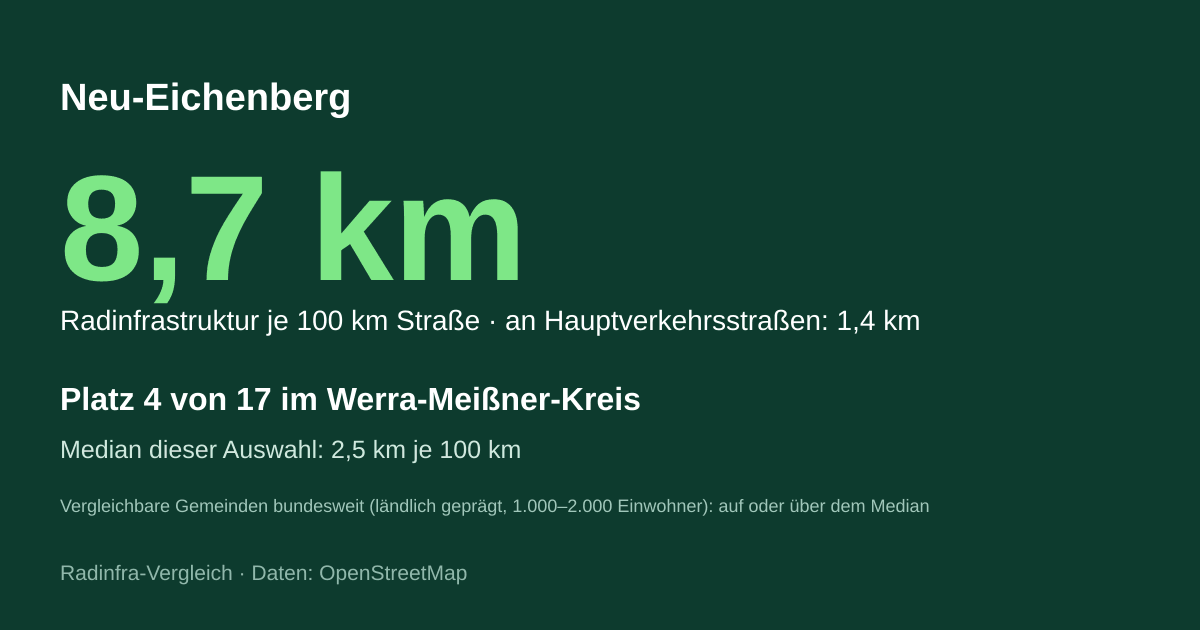 Neu-Eichenberg
8,7 km
Radinfrastruktur je 100 km Straße · an Hauptverkehrsstraßen: 1,4 km
Platz 4 von 17 im Werra-Meißner-Kreis
Median dieser Auswahl: 2,5 km je 100 km
Vergleichbare Gemeinden bundesweit (ländlich geprägt, 1.000–2.000 Einwohner): auf oder über dem Median
Radinfra-Vergleich · Daten: OpenStreetMap